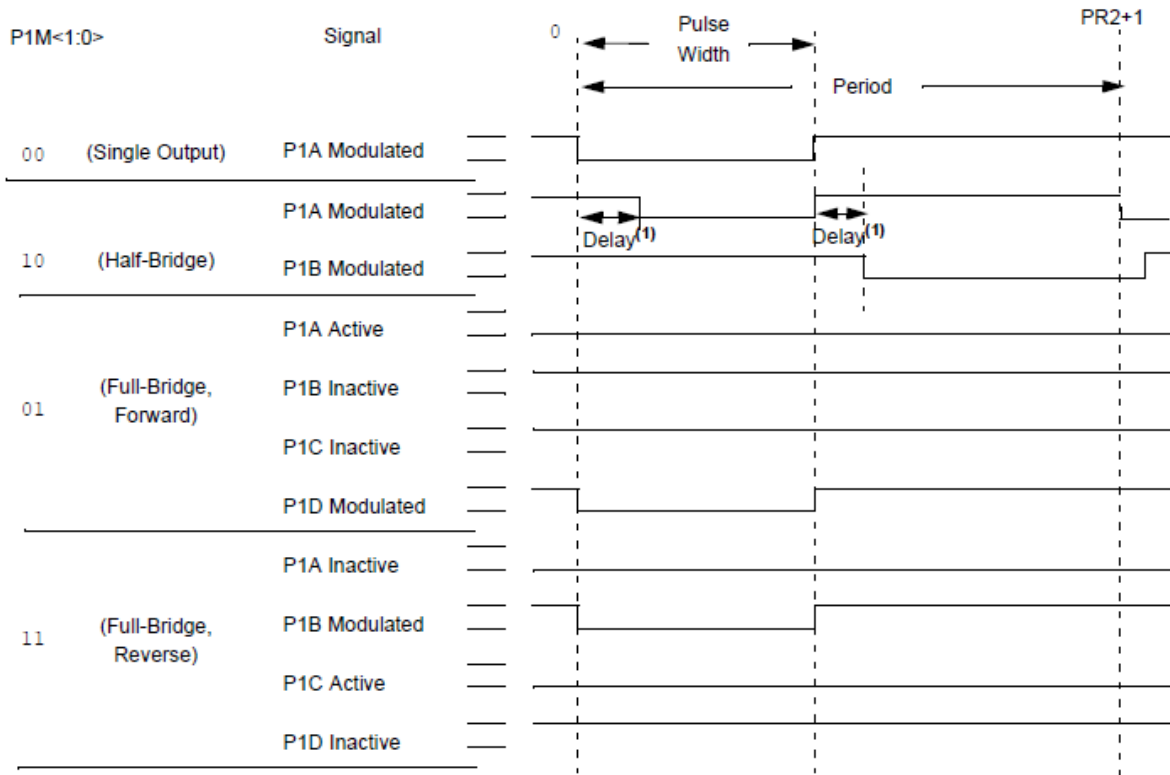 P1M<1:0>
Signal
0
Pulse
Width
PR2+1
Period
00 (Single Output) P1A Modulated
P1A Modulated
Delay(1) Delay(1)
10 (Half-Bridge) P1B Modulated
P1A Active
(Full-Bridge,
Forward)
01
P1B Inactive
P1C Inactive
P1D Modulated
P1A Inactive
(Full-Bridge,
Reverse)
11
P1B Modulated
P1C Active
P1D Inactive